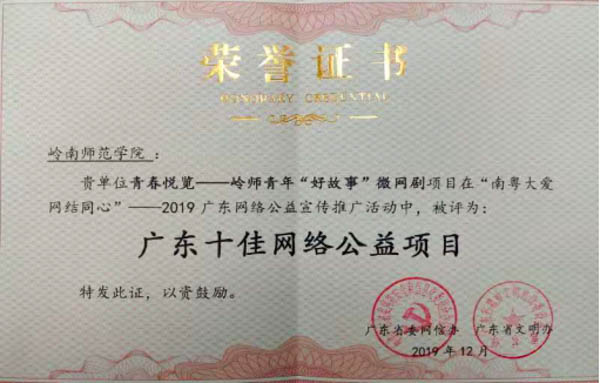 荣誉证书
HONORARY CREDENTIAL
岭南师范学院：
贵单位青春悦览——岭师青年“好故事”微网剧项目在“南粤大爱
网结同心”——2019广东网络公益宣传推广活动中，被评为：
广东十佳网络公益项目
特发此证，以资鼓励。
广东省委网信办 广东省文明办
2019年12月